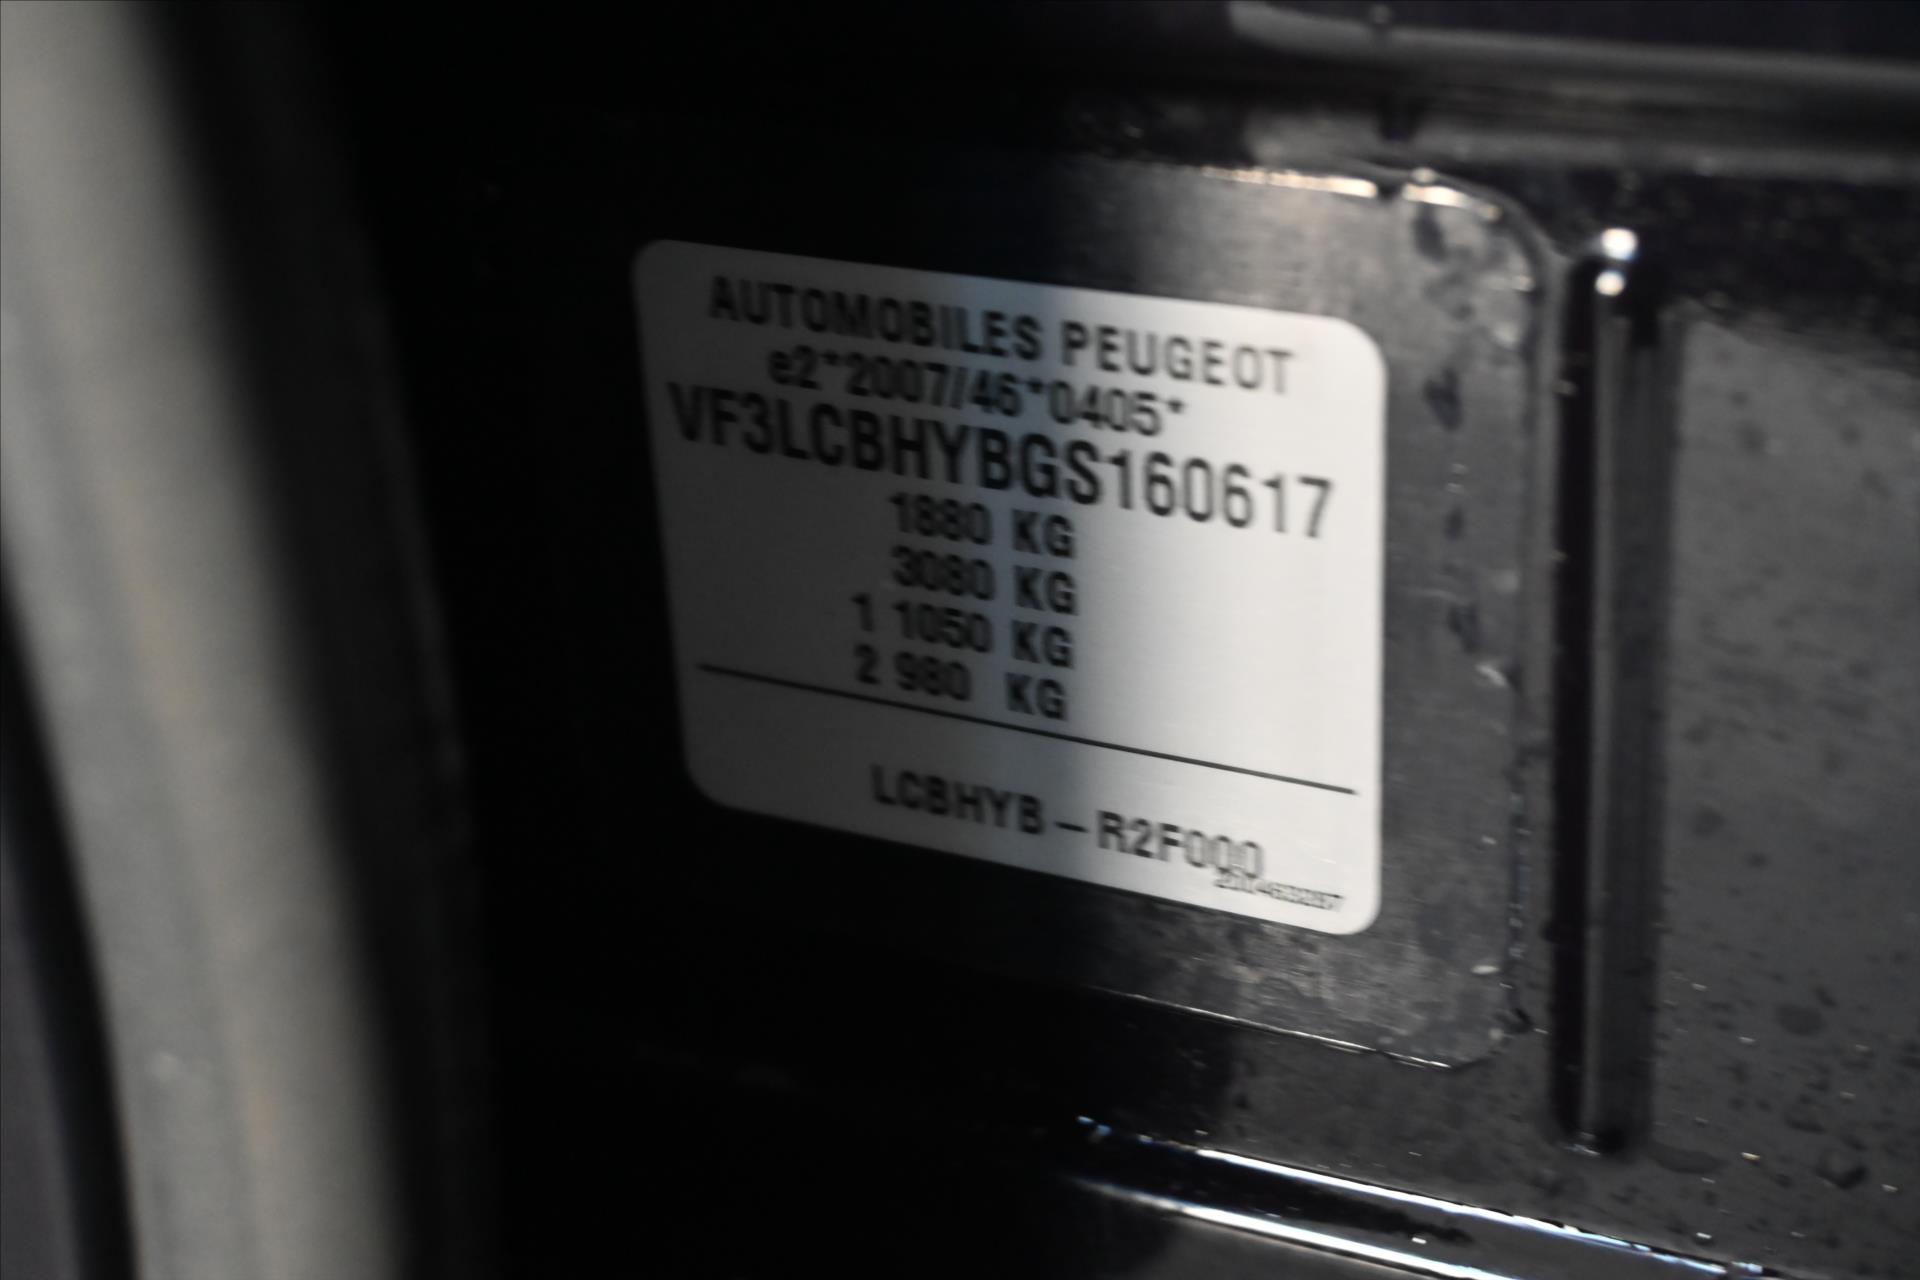 AUTOMOBILES PEUGEOT
e2*2007/46*0405*
VF3LCBHYBGS160617
1880 KG
3080 KG
1 1050 KG
2 980 KG
LCBHYB – R2F000